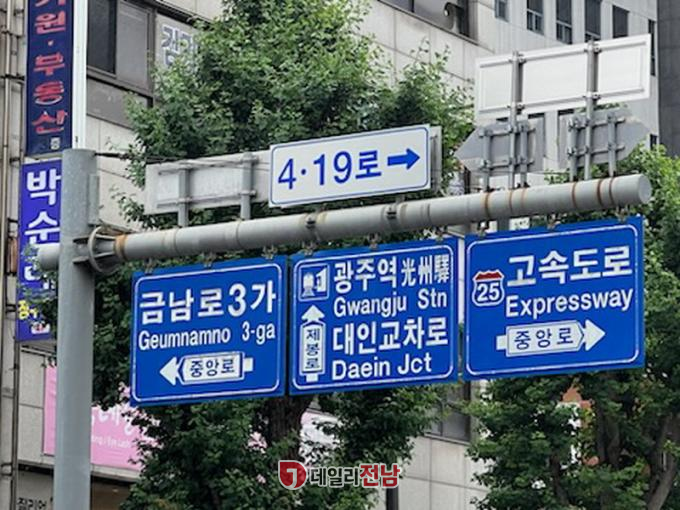 4·19로
금남로3가
Geumnamno 3-ga
중앙로
광주역 光州驛
Gwangju Stn
제봉로
대인교차로
Daein Jct
25
고속도로
Expressway
중앙로
부동산
박순
데일리전남